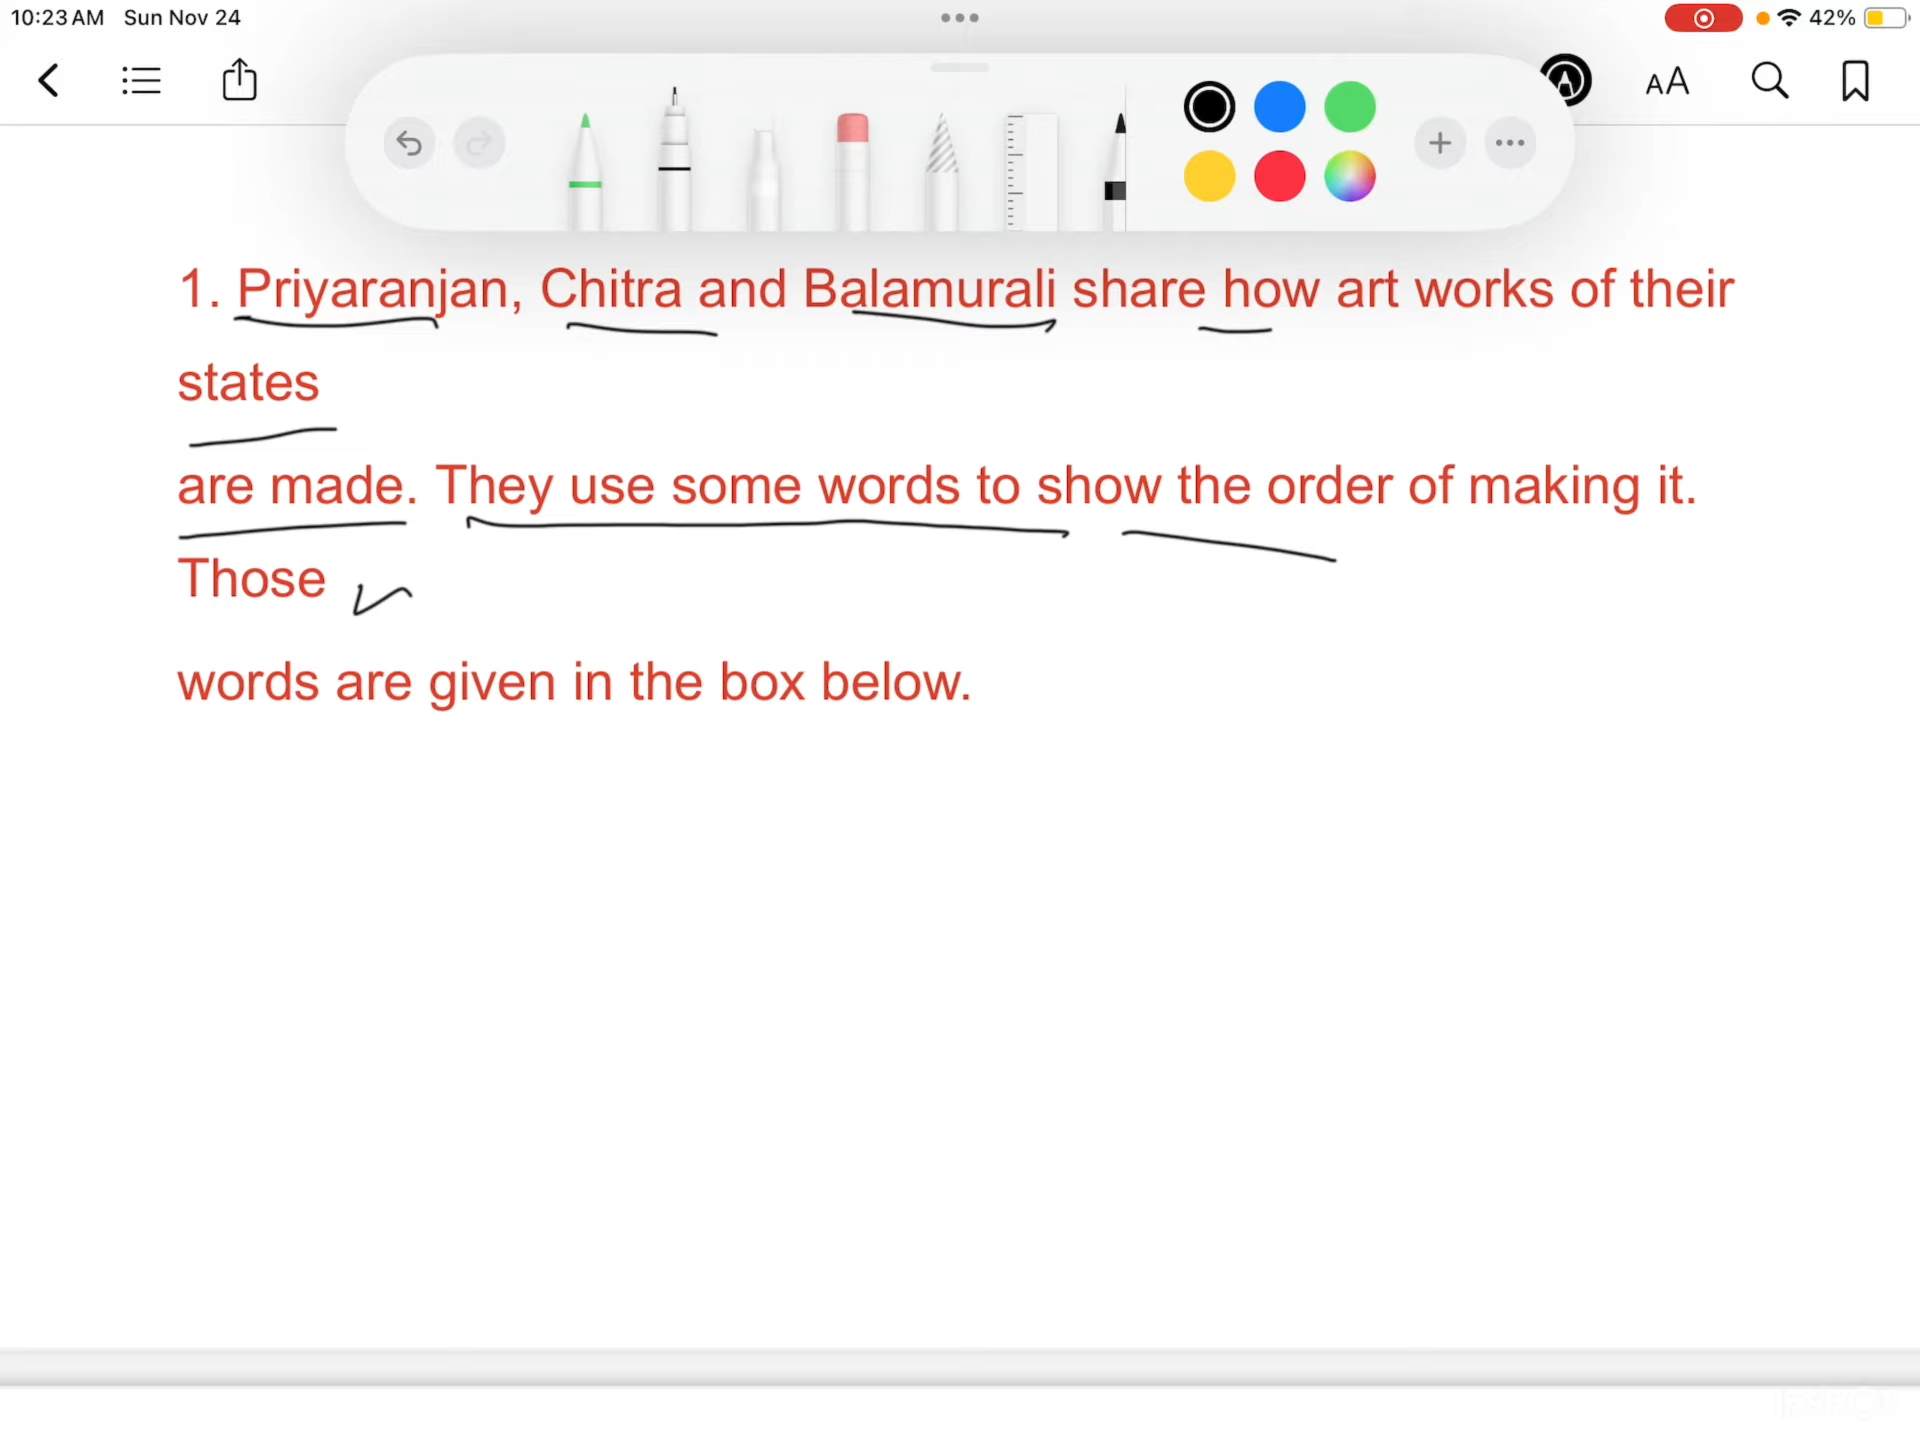 10:23 AM Sun Nov 24
42%
AA
1. Priyaranjan, Chitra and Balamurali share how art works of their
states
are made. They use some words to show the order of making it.
Those
words are given in the box below.